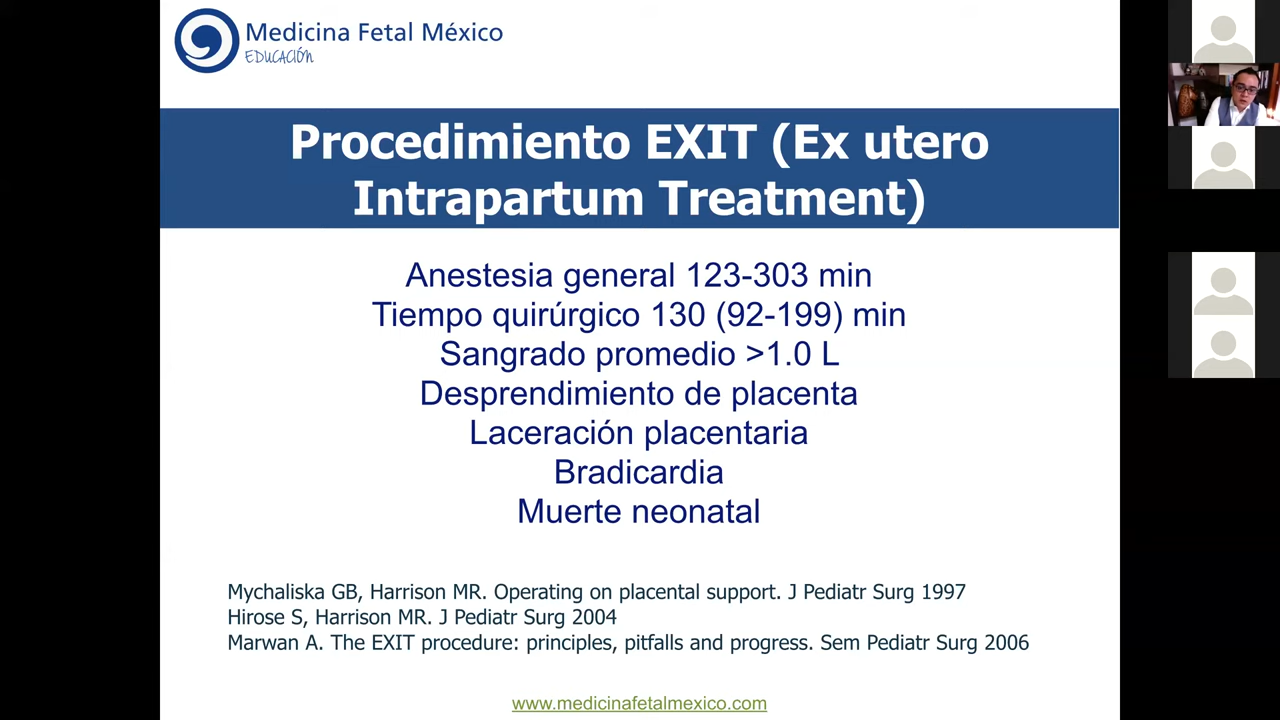 Medicina Fetal México
EDUCACIÓN
Procedimiento EXIT (Ex utero
Intrapartum Treatment)
Anestesia general 123-303 min
Tiempo quirúrgico 130 (92-199) min
Sangrado promedio >1.0 L
Desprendimiento de placenta
Laceración placentaria
Bradicardia
Muerte neonatal
Mychaliska GB, Harrison MR. Operating on placental support. J Pediatr Surg 1997
Hirose S, Harrison MR. J Pediatr Surg 2004
Marwan A. The EXIT procedure: principles, pitfalls and progress. Sem Pediatr Surg 2006
www.medicinafetalmexico.com